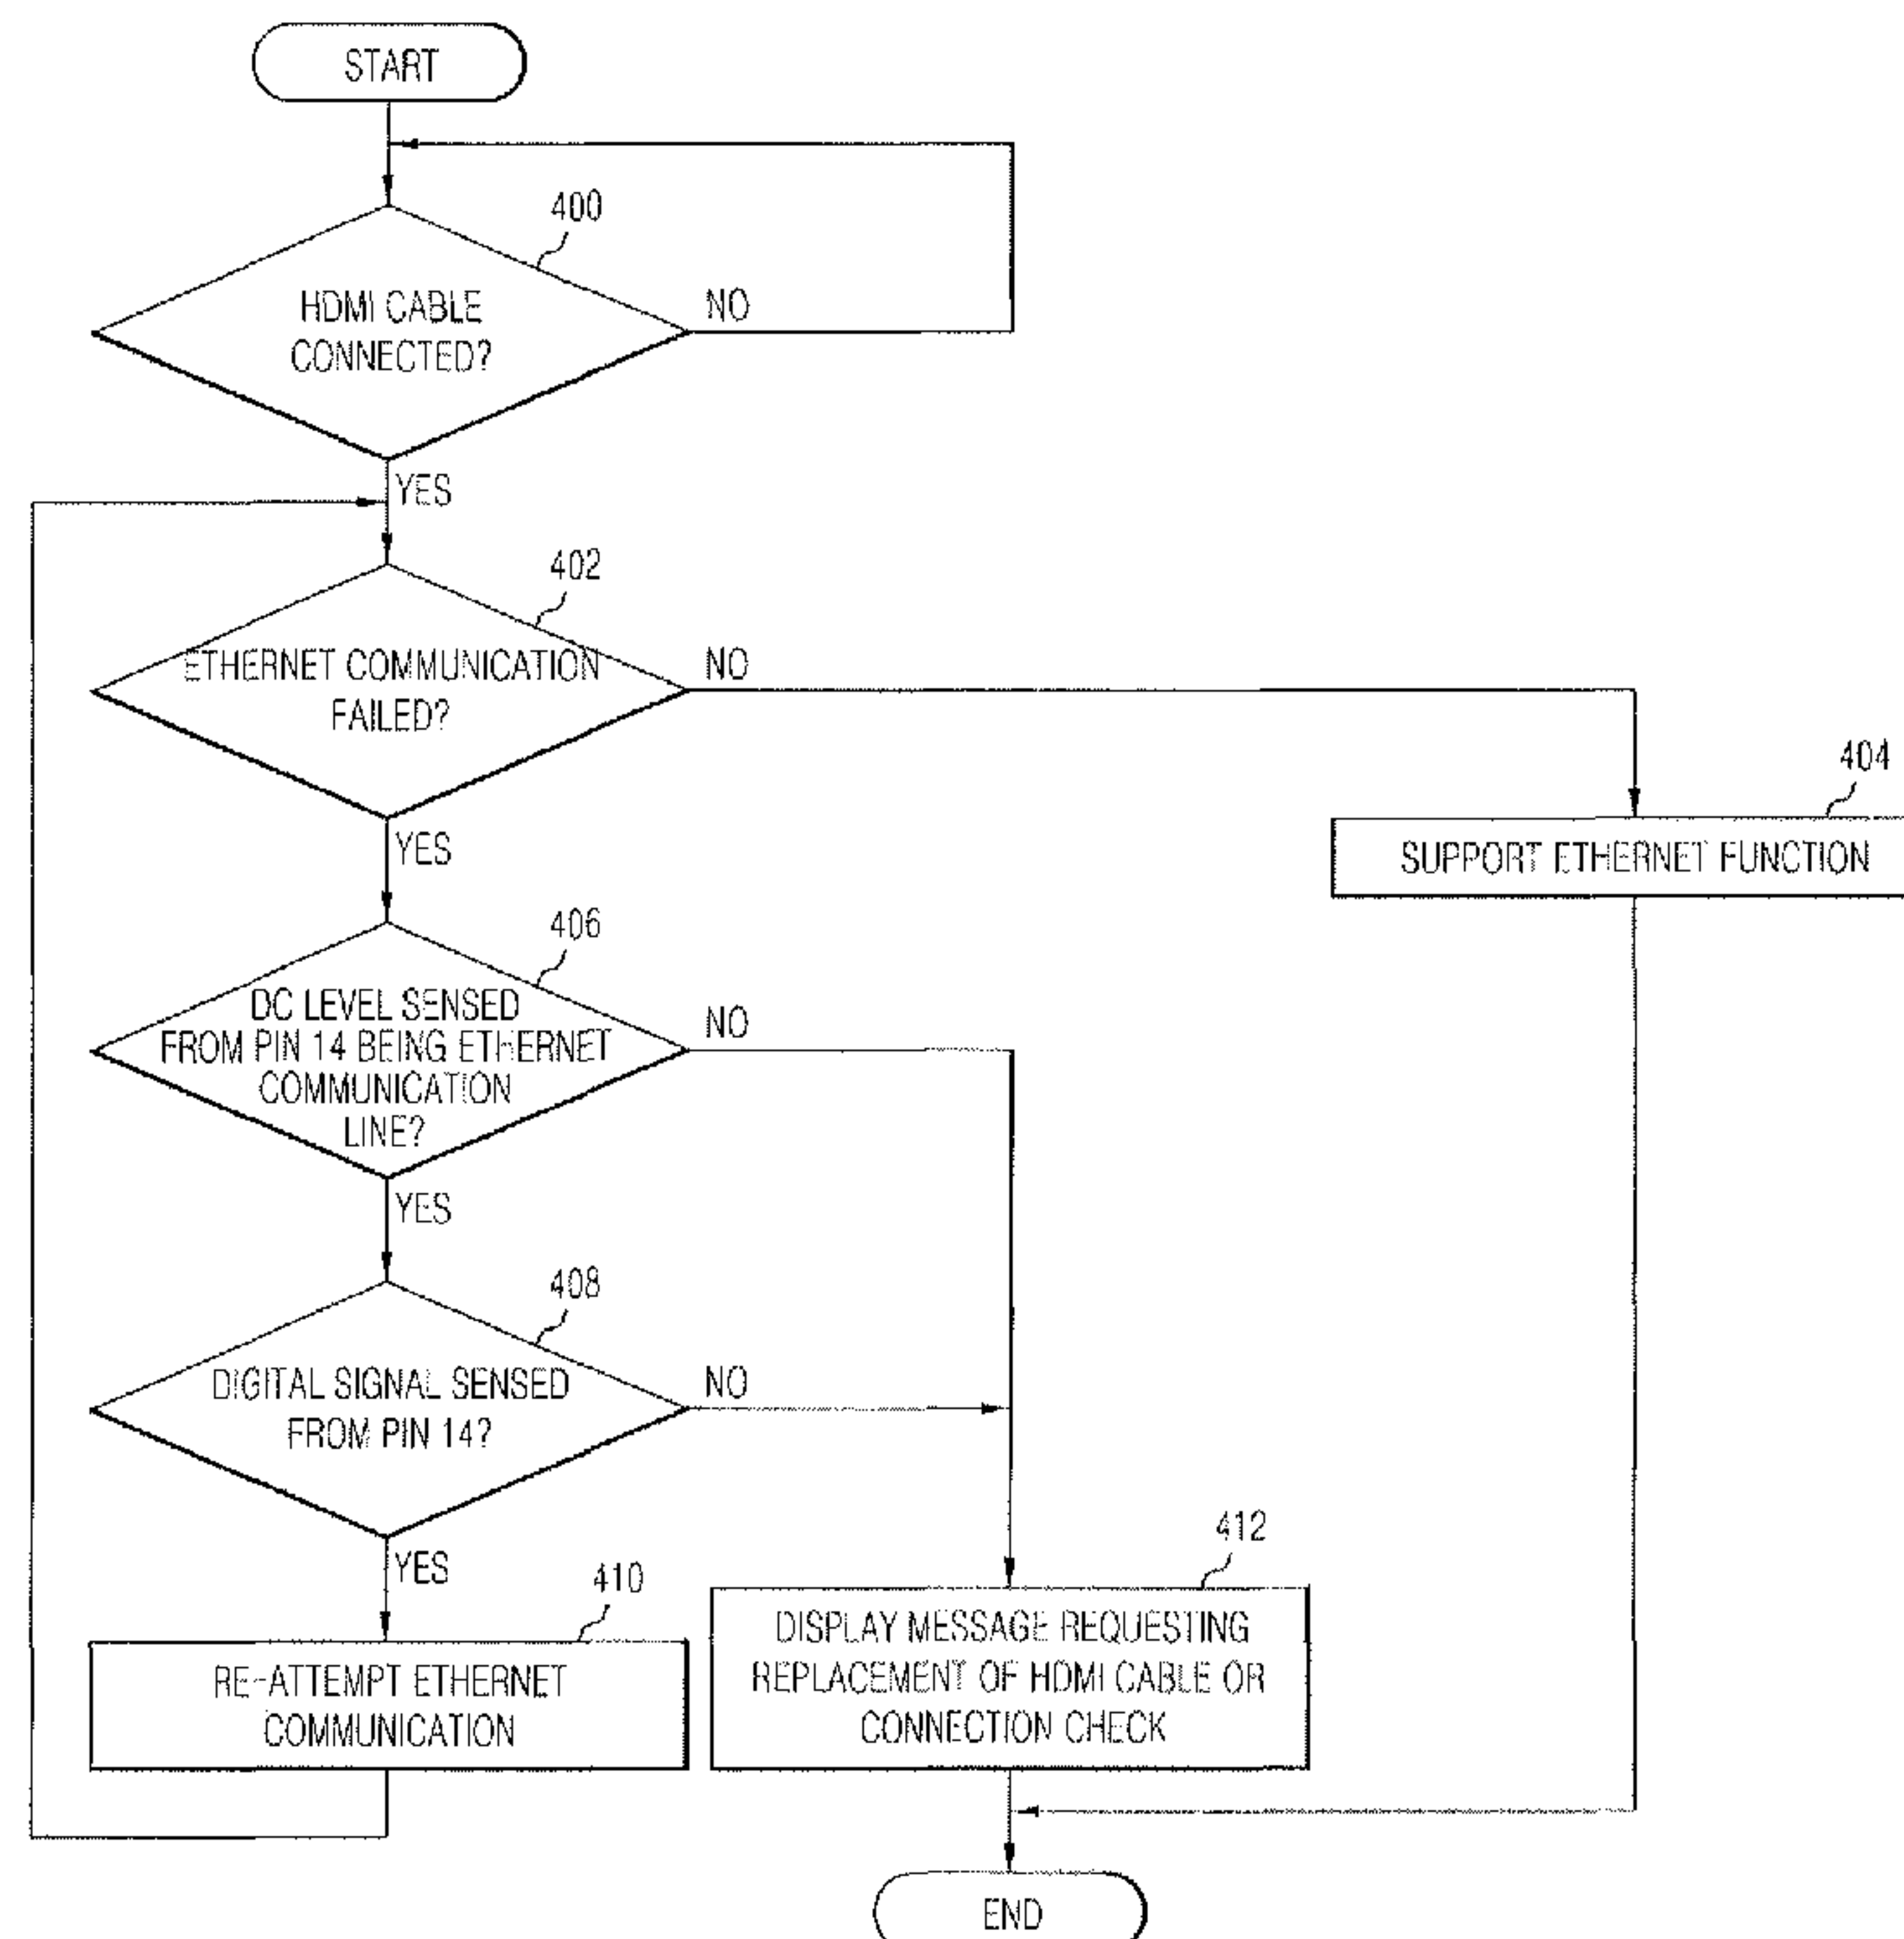 START
400
HDMI CABLE
CONNECTED?
NO
YES
402
ETHERNET COMMUNICATION
FAILED?
NO
YES
404
SUPPORT ETHERNET FUNCTION
406
DC LEVEL SENSED
FROM PIN 14 BEING ETHERNET
COMMUNICATION
LINE?
NO
YES
408
DIGITAL SIGNAL SENSED
FROM PIN 14?
NO
YES
410
RE-ATTEMPT ETHERNET
COMMUNICATION
412
DISPLAY MESSAGE REQUESTING
REPLACEMENT OF HDMI CABLE OR
CONNECTION CHECK
END